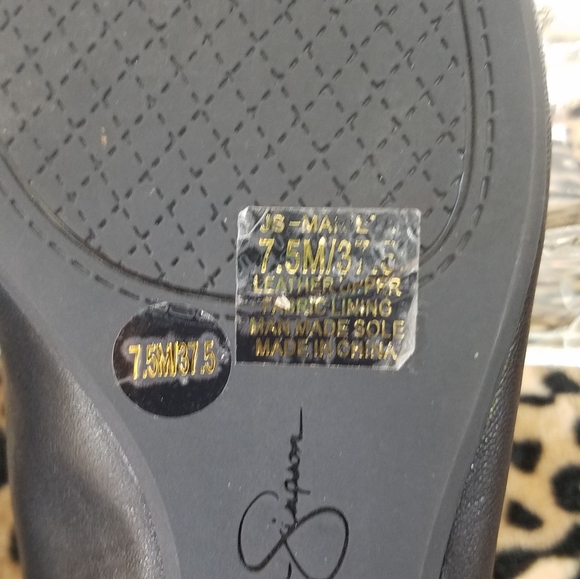 7.5M/37.5
LEATHER UPPER
FABRIC LINING
MAN MADE SOLE
MADE IN CHINA
7.5M/37.5
Simpson